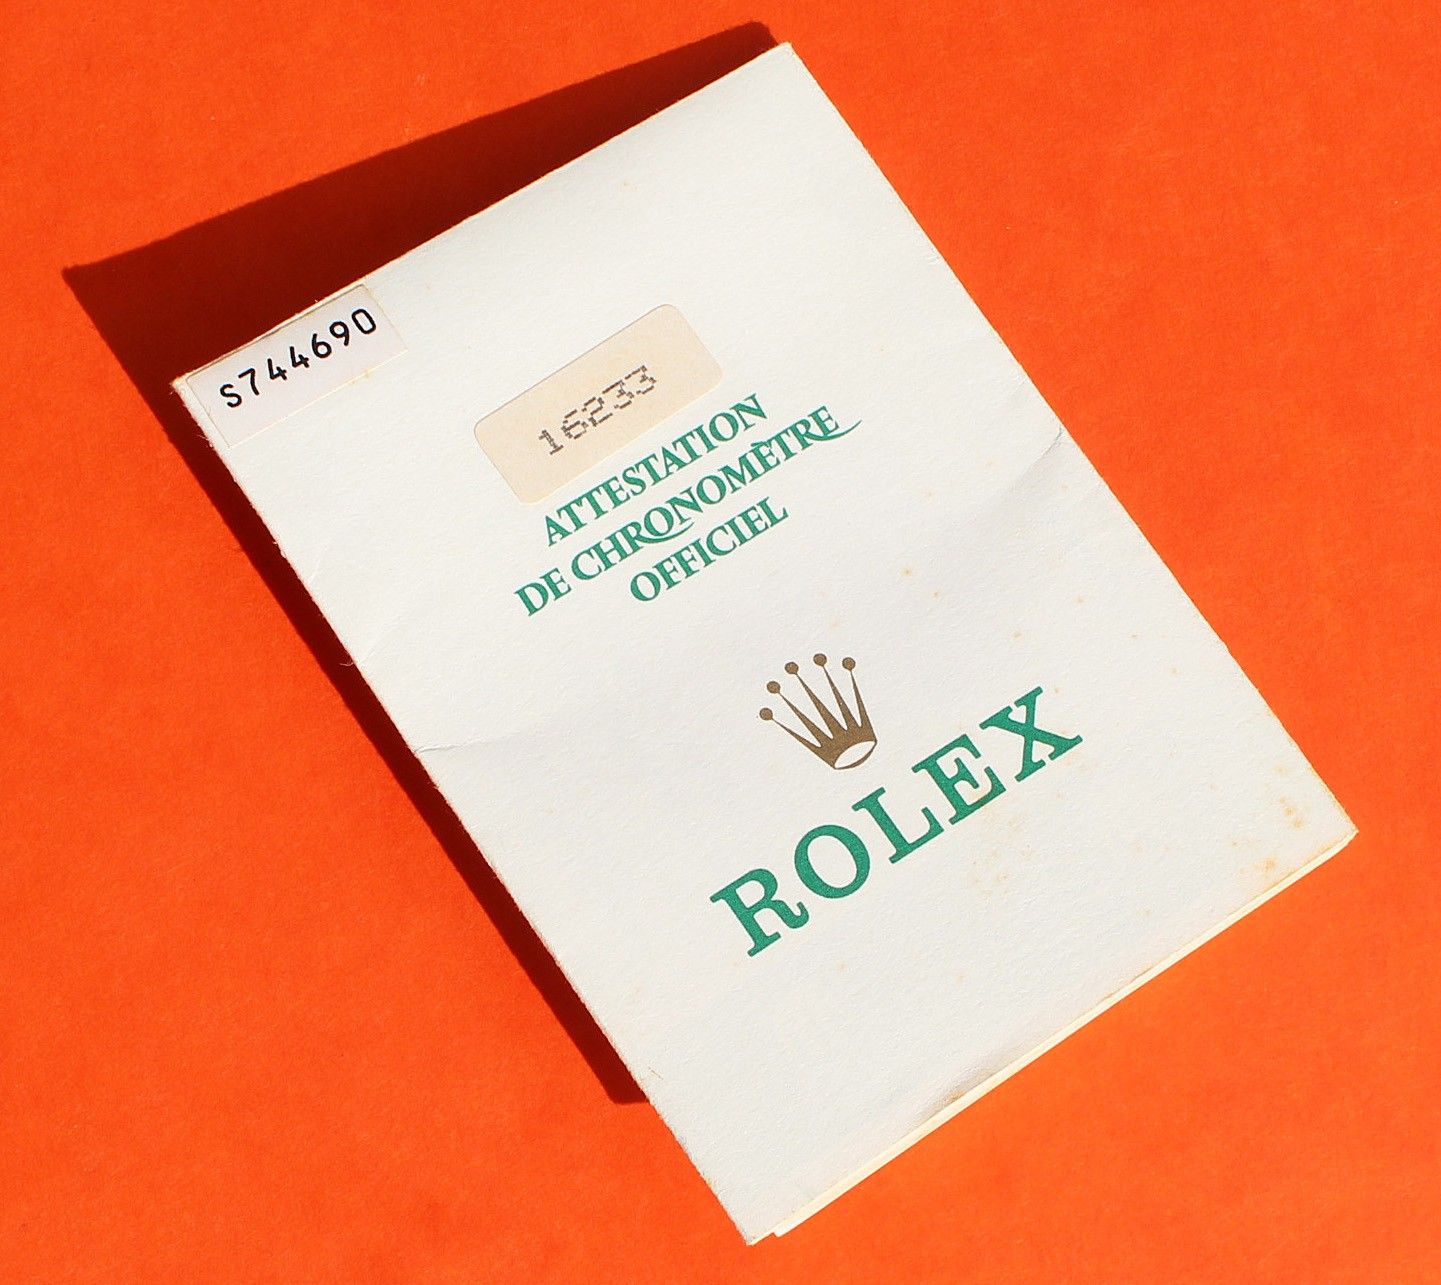 S744690
16233
ATTESTATION
DE CHRONOMÈTRE
OFFICIEL
ROLEX